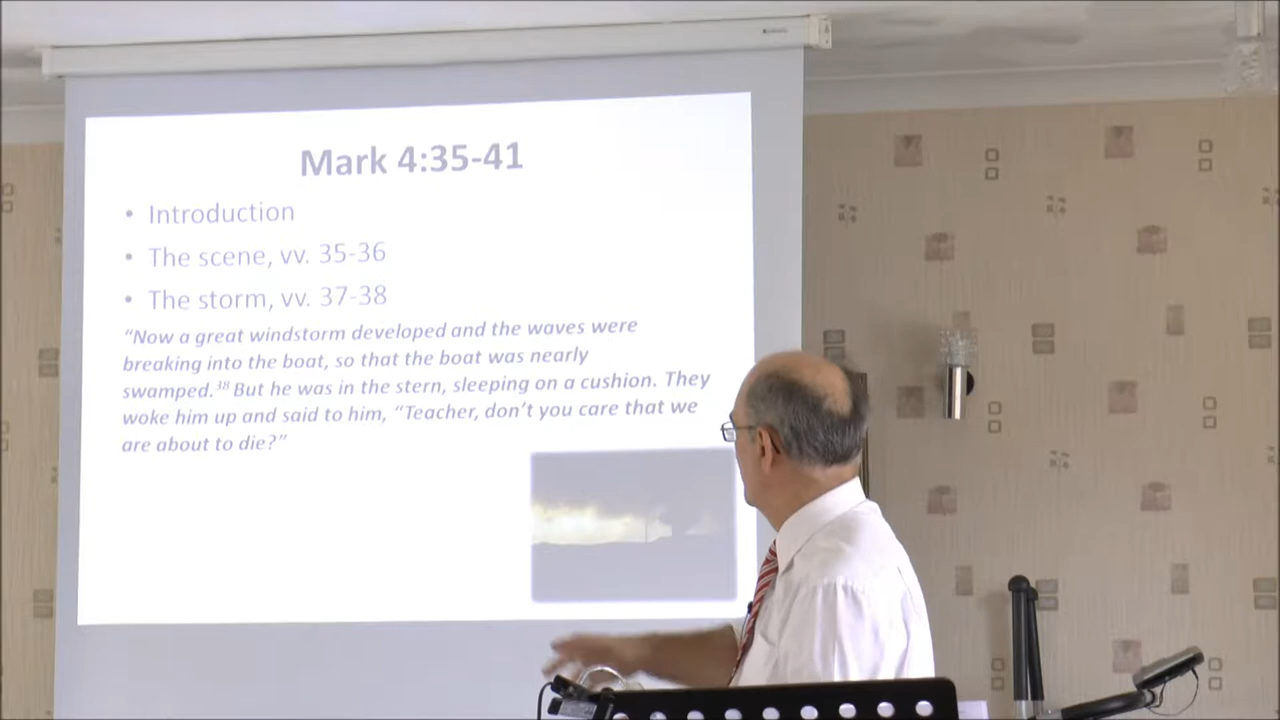 Mark 4:35-41
• Introduction
• The scene, vv. 35-36
• The storm, vv. 37-38
“Now a great windstorm developed and the waves were
breaking into the boat, so that the boat was nearly
swamped.³⁸ But he was in the stern, sleeping on a cushion. They
woke him up and said to him, “Teacher, don’t you care that we
are about to die?”